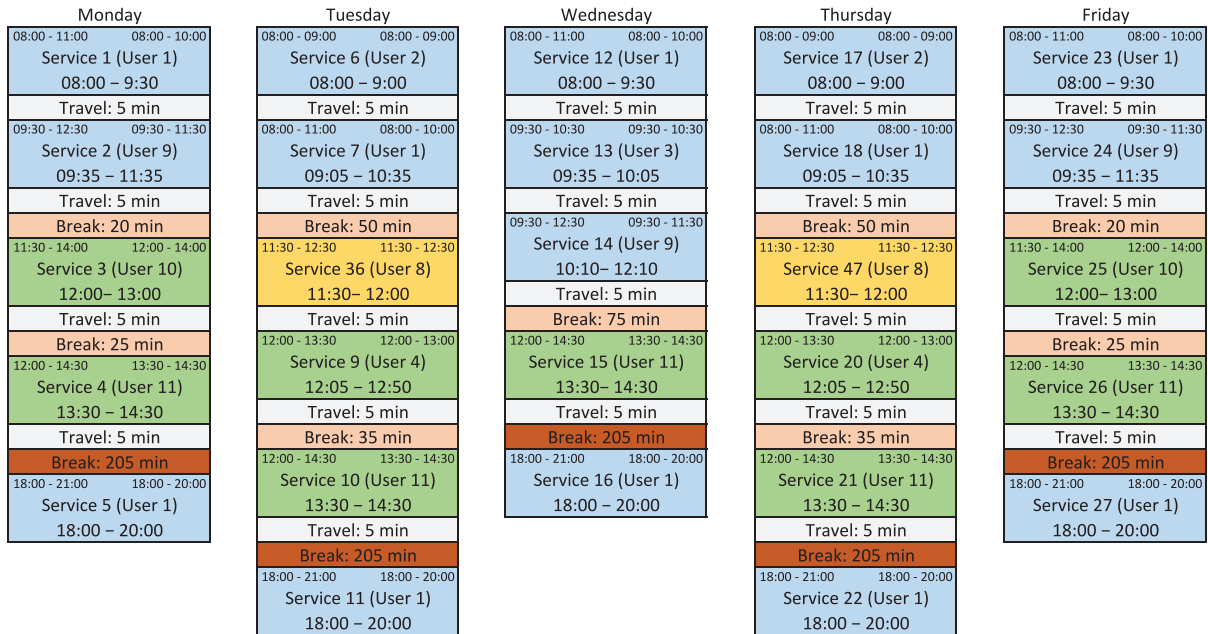 Monday
08:00 - 11:00 08:00 - 10:00
Service 1 (User 1)
08:00 – 9:30
Travel: 5 min
09:30 - 12:30 09:30 - 11:30
Service 2 (User 9)
09:35 – 11:35
Travel: 5 min
Break: 20 min
11:30 - 14:00 12:00 - 14:00
Service 3 (User 10)
12:00– 13:00
Travel: 5 min
Break: 25 min
12:00 - 14:30 13:30 - 14:30
Service 4 (User 11)
13:30 – 14:30
Travel: 5 min
Break: 205 min
18:00 - 21:00 18:00 - 20:00
Service 5 (User 1)
18:00 – 20:00
Tuesday
08:00 - 09:00 08:00 - 09:00
Service 6 (User 2)
08:00 – 9:00
Travel: 5 min
08:00 - 11:00 08:00 - 10:00
Service 7 (User 1)
09:05 – 10:35
Travel: 5 min
Break: 50 min
11:30 - 12:30 11:30 - 12:30
Service 36 (User 8)
11:30– 12:00
Travel: 5 min
12:00 - 13:30 12:00 - 13:00
Service 9 (User 4)
12:05 – 12:50
Travel: 5 min
Break: 35 min
12:00 - 14:30 13:30 - 14:30
Service 10 (User 11)
13:30 – 14:30
Travel: 5 min
Break: 205 min
18:00 - 21:00 18:00 - 20:00
Service 11 (User 1)
18:00 – 20:00
Wednesday
08:00 - 11:00 08:00 - 10:00
Service 12 (User 1)
08:00 – 9:30
Travel: 5 min
09:30 - 10:30 09:30 - 10:30
Service 13 (User 3)
09:35 – 10:05
Travel: 5 min
09:30 - 12:30 09:30 - 11:30
Service 14 (User 9)
10:10– 12:10
Travel: 5 min
Break: 75 min
12:00 - 14:30 13:30 - 14:30
Service 15 (User 11)
13:30– 14:30
Travel: 5 min
Break: 205 min
18:00 - 21:00 18:00 - 20:00
Service 16 (User 1)
18:00 – 20:00
Thursday
08:00 - 09:00 08:00 - 09:00
Service 17 (User 2)
08:00 – 9:00
Travel: 5 min
08:00 - 11:00 08:00 - 10:00
Service 18 (User 1)
09:05 – 10:35
Travel: 5 min
Break: 50 min
11:30 - 12:30 11:30 - 12:30
Service 47 (User 8)
11:30– 12:00
Travel: 5 min
12:00 - 13:30 12:00 - 13:00
Service 20 (User 4)
12:05 – 12:50
Travel: 5 min
Break: 35 min
12:00 - 14:30 13:30 - 14:30
Service 21 (User 11)
13:30 – 14:30
Travel: 5 min
Break: 205 min
18:00 - 21:00 18:00 - 20:00
Service 22 (User 1)
18:00 – 20:00
Friday
08:00 - 11:00 08:00 - 10:00
Service 23 (User 1)
08:00 – 9:30
Travel: 5 min
09:30 - 12:30 09:30 - 11:30
Service 24 (User 9)
09:35 – 11:35
Travel: 5 min
Break: 20 min
11:30 - 14:00 12:00 - 14:00
Service 25 (User 10)
12:00– 13:00
Travel: 5 min
Break: 25 min
12:00 - 14:30 13:30 - 14:30
Service 26 (User 11)
13:30 – 14:30
Travel: 5 min
Break: 205 min
18:00 - 21:00 18:00 - 20:00
Service 27 (User 1)
18:00 – 20:00